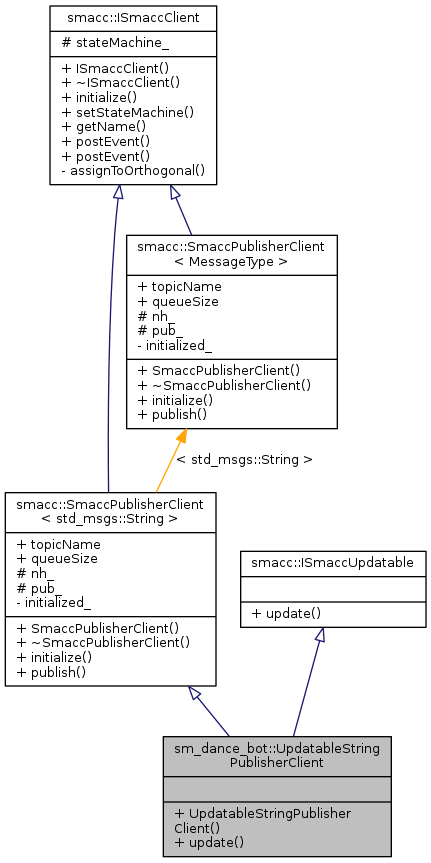 smacc::ISmaccClient
# stateMachine_
+ ISmaccClient()
+ ~ISmaccClient()
+ initialize()
+ setStateMachine()
+ getName()
+ postEvent()
+ postEvent()
- assignToOrthogonal()
smacc::SmaccPublisherClient
< MessageType >
+ topicName
+ queueSize
# nh_
# pub_
- initialized_
+ SmaccPublisherClient()
+ ~SmaccPublisherClient()
+ initialize()
+ publish()
< std_msgs::String >
smacc::SmaccPublisherClient
< std_msgs::String >
+ topicName
+ queueSize
# nh_
# pub_
- initialized_
+ SmaccPublisherClient()
+ ~SmaccPublisherClient()
+ initialize()
+ publish()
smacc::ISmaccUpdatable
+ update()
sm_dance_bot::UpdatableString
PublisherClient
+ UpdatableStringPublisher
Client()
+ update()